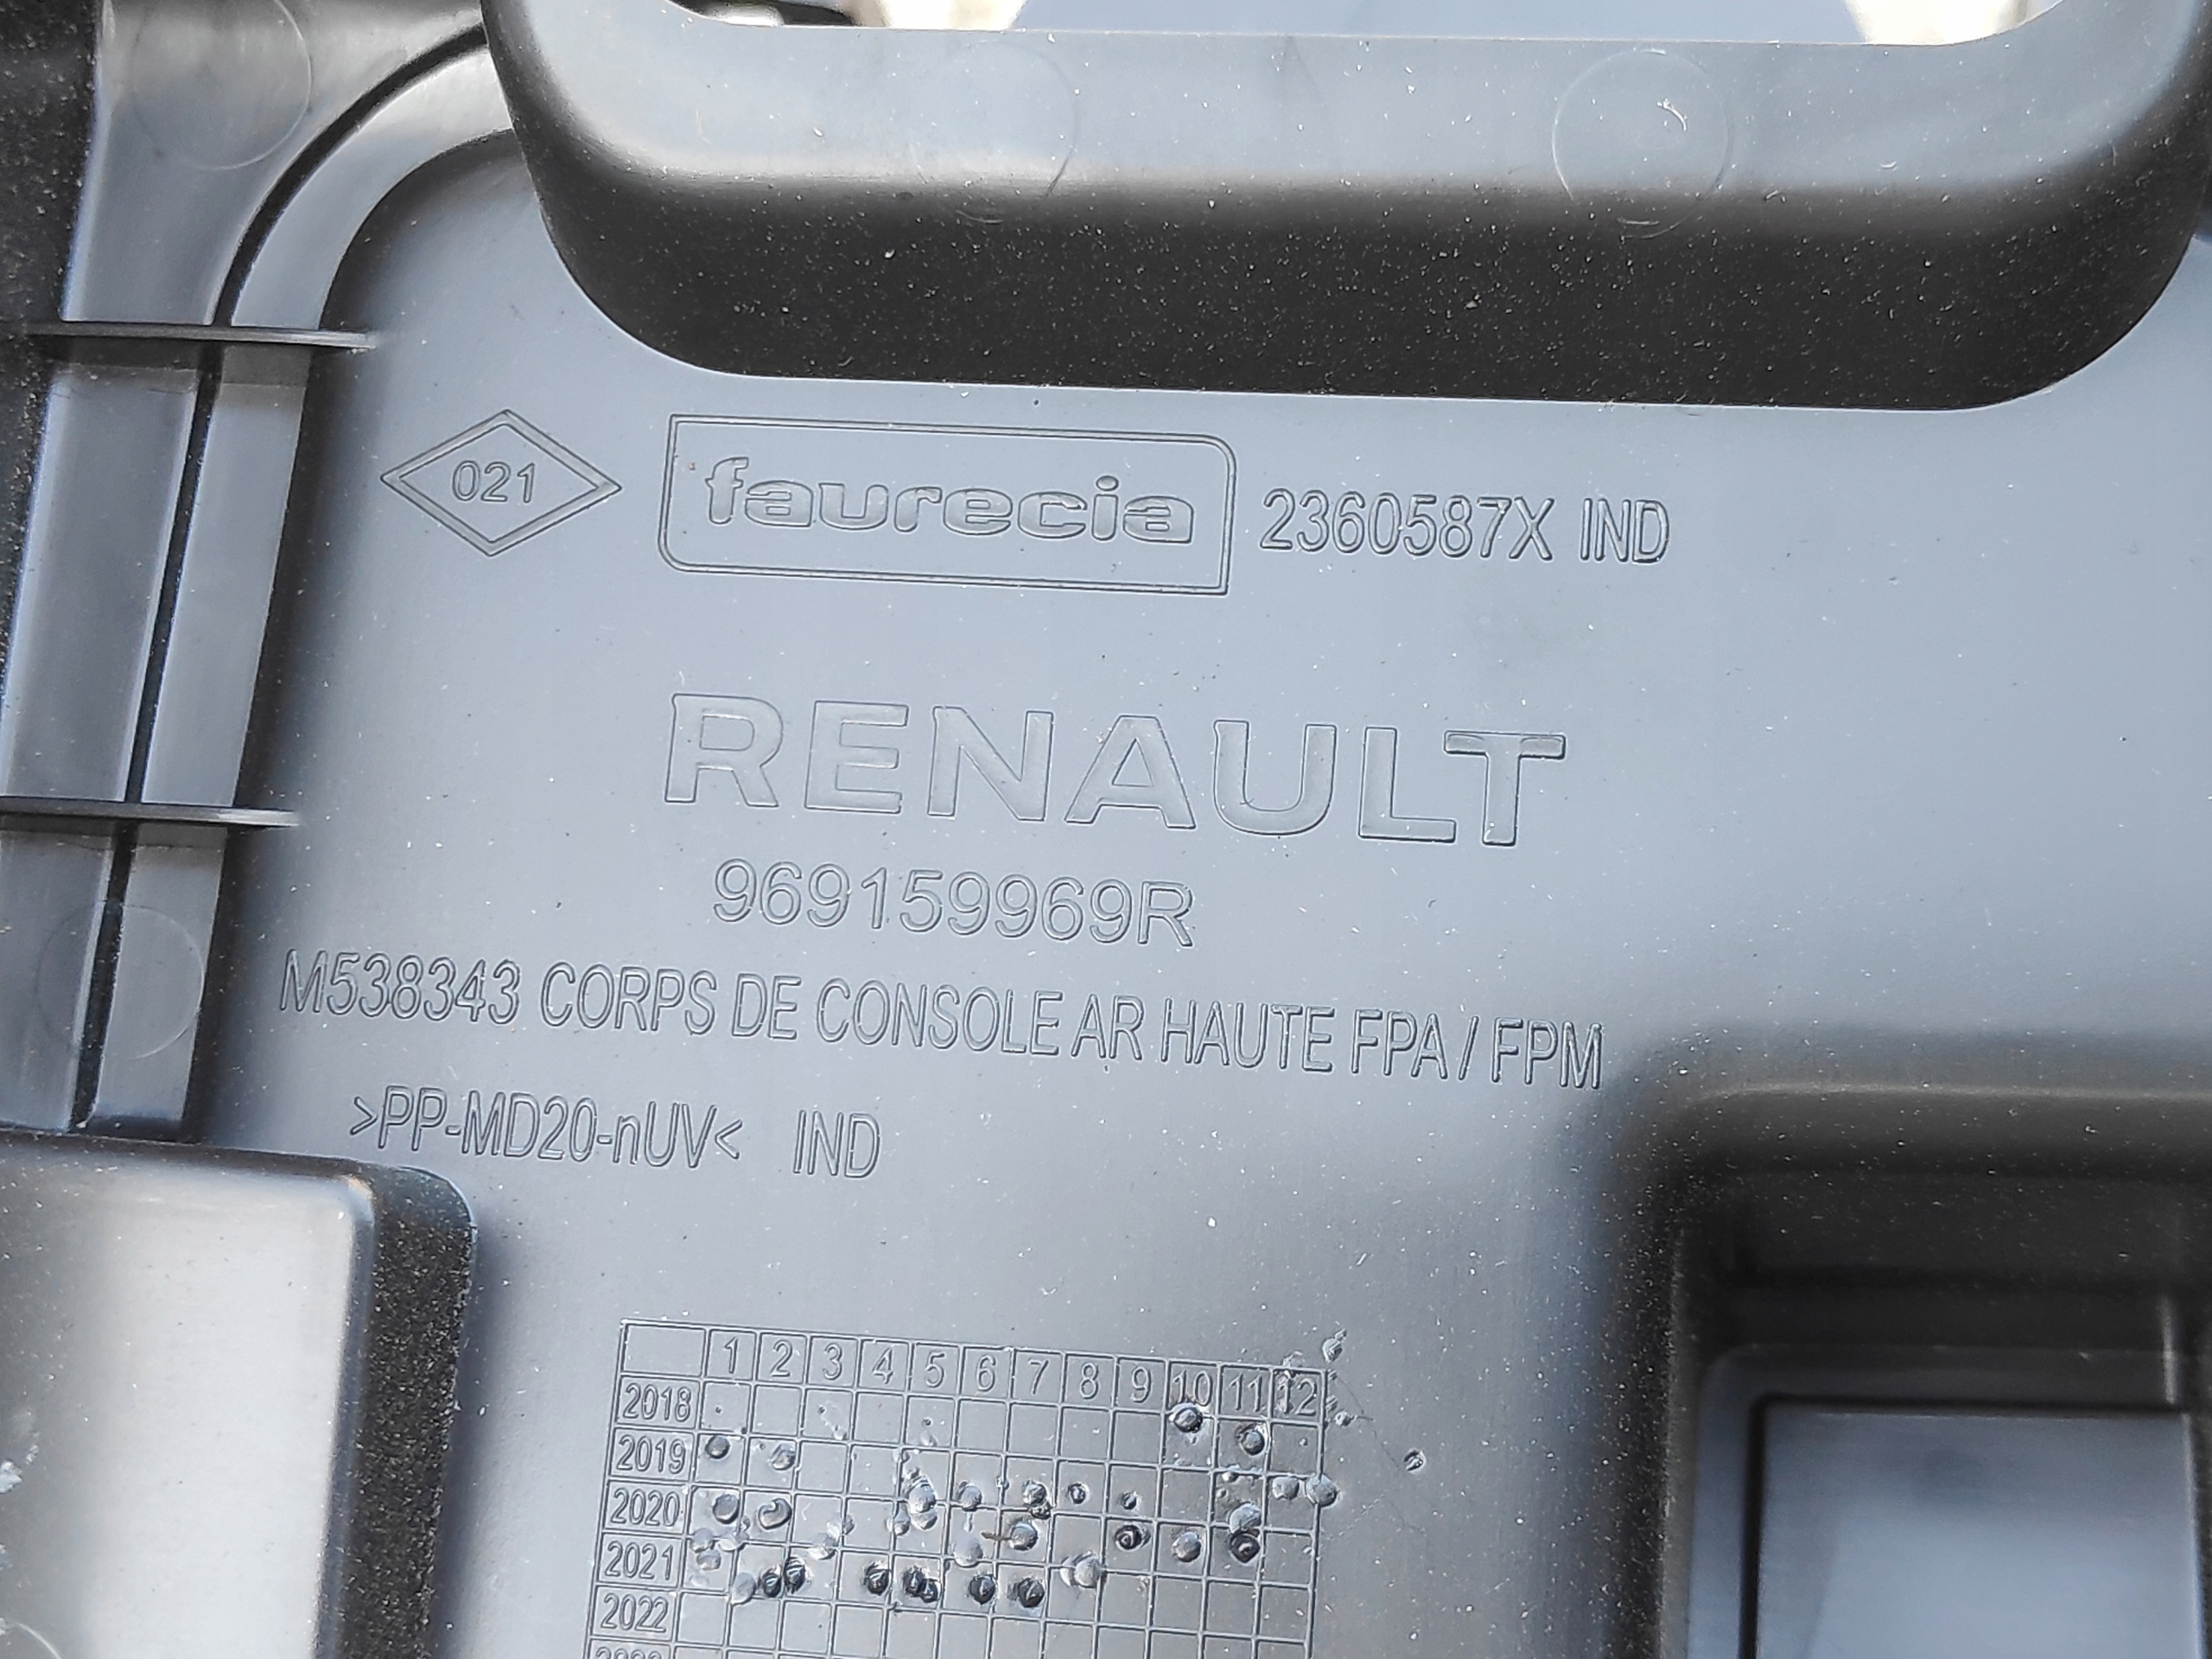 021 faurecia 2360587X IND
RENAULT
969159969R
M538343 CORPS DE CONSOLE AR HAUTE FPA / FPM
>PP-MD20-nUV< IND
1 2 3 4 5 6 7 8 9 10 11 12
2018
2019
2020
2021
2022